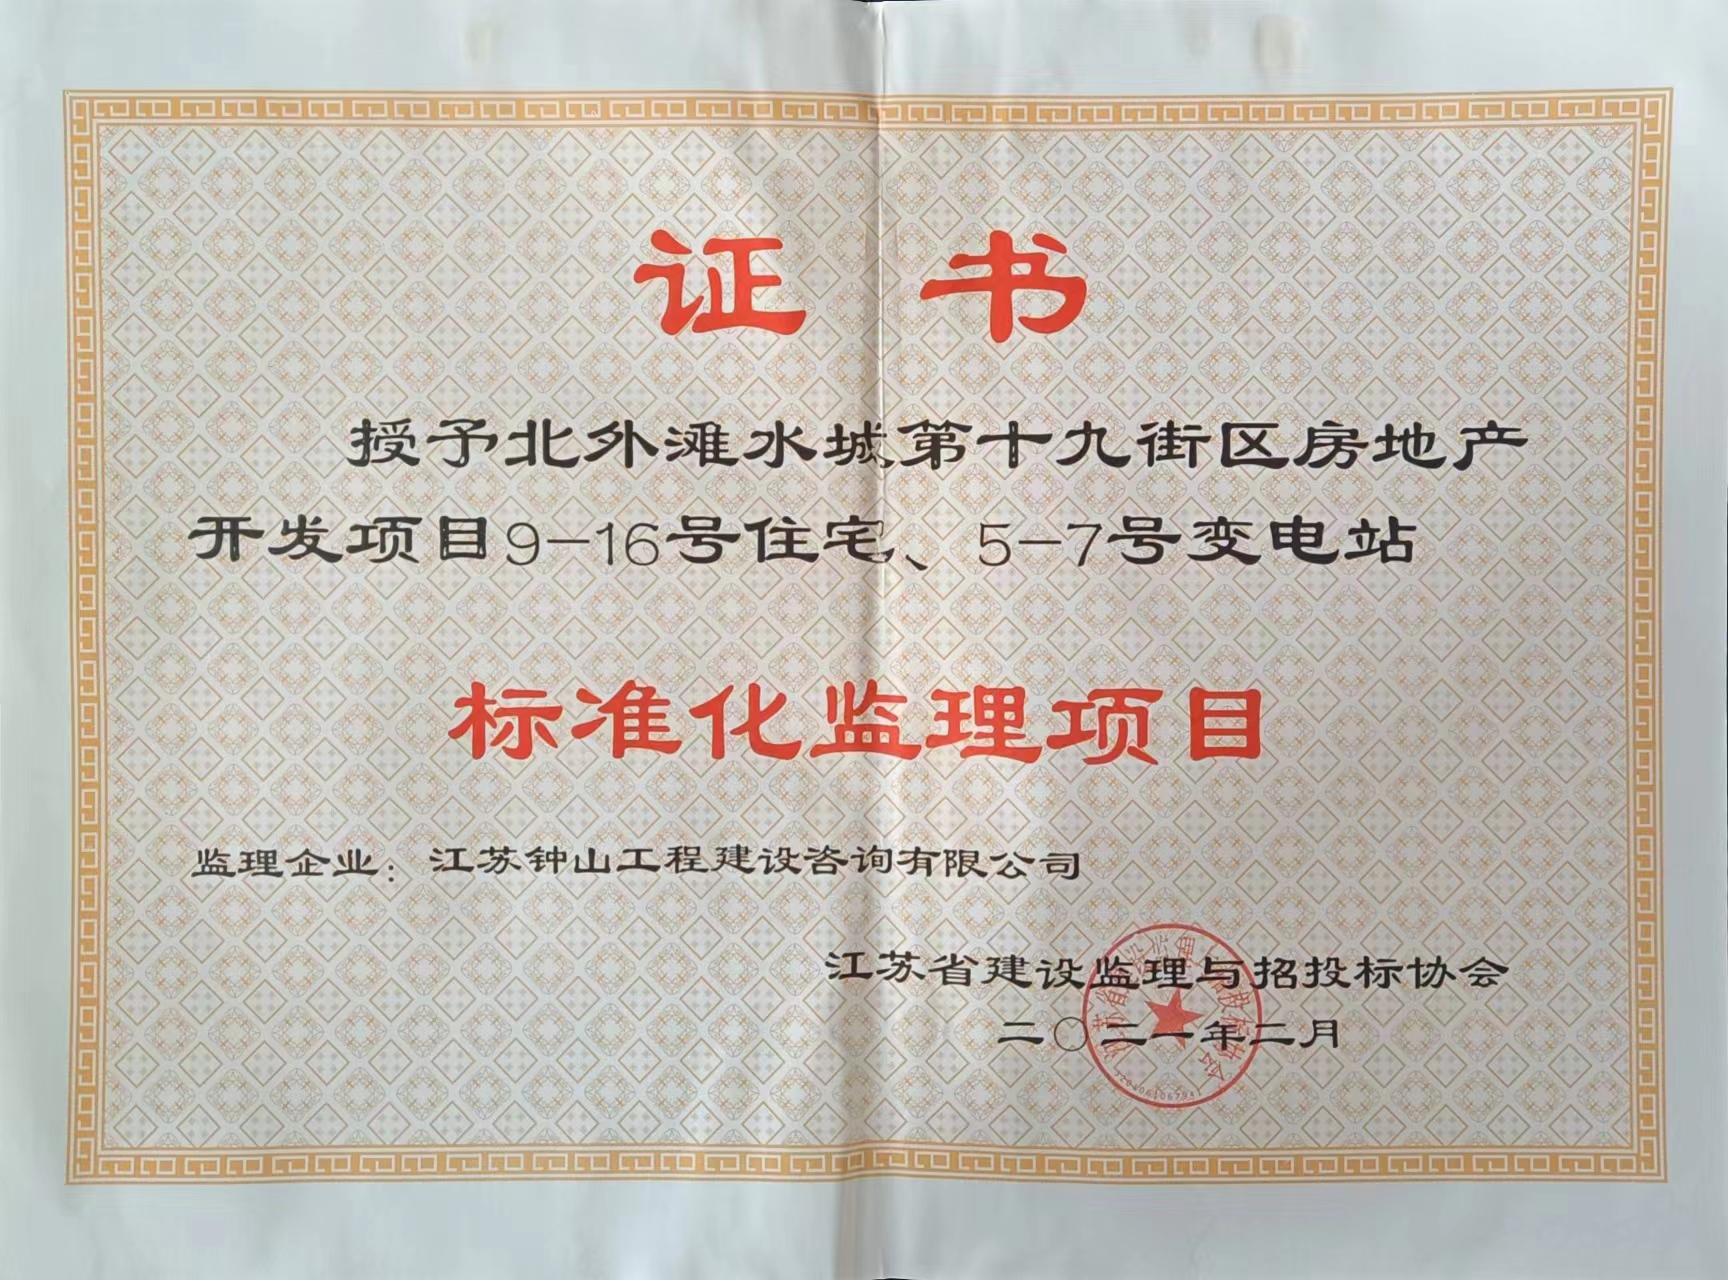 证 书
授予北外滩水城第十九街区房地产
开发项目9-16号住宅、5-7号变电站
标准化监理项目
监理企业：江苏钟山工程建设咨询有限公司
江苏省建设监理与招投标协会
二〇二一年二月